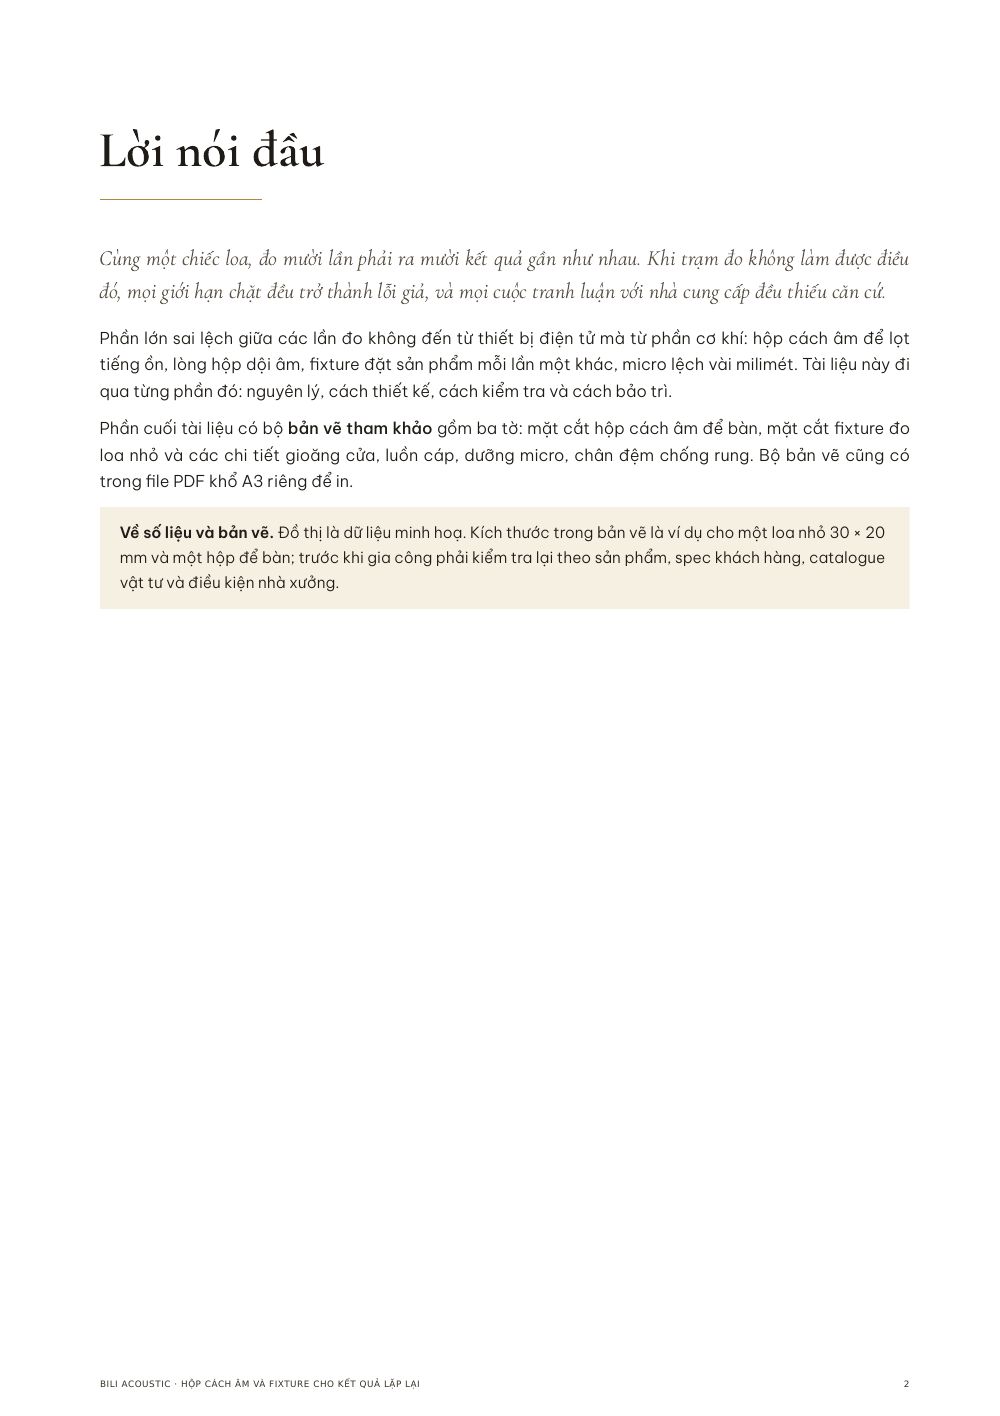 Lời nói đầu
Cùng một chiếc loa, đo mười lần phải ra mười kết quả gần như nhau. Khi trạm đo không làm được điều
đó, mọi giới hạn chặt đều trở thành lỗi giả, và mọi cuộc tranh luận với nhà cung cấp đều thiếu căn cứ.
Phần lớn sai lệch giữa các lần đo không đến từ thiết bị điện tử mà từ phần cơ khí: hộp cách âm để lọt
tiếng ồn, lòng hộp dội âm, fixture đặt sản phẩm mỗi lần một khác, micro lệch vài milimét. Tài liệu này đi
qua từng phần đó: nguyên lý, cách thiết kế, cách kiểm tra và cách bảo trì.
Phần cuối tài liệu có bộ bản vẽ tham khảo gồm ba tờ: mặt cắt hộp cách âm để bàn, mặt cắt fixture đo
loa nhỏ và các chi tiết gioăng cửa, luồn cáp, dưỡng micro, chân đệm chống rung. Bộ bản vẽ cũng có
trong file PDF khổ A3 riêng để in.
Về số liệu và bản vẽ. Đồ thị là dữ liệu minh hoạ. Kích thước trong bản vẽ là ví dụ cho một loa nhỏ 30 × 20
mm và một hộp để bàn; trước khi gia công phải kiểm tra lại theo sản phẩm, spec khách hàng, catalogue
vật tư và điều kiện nhà xưởng.
BILI ACOUSTIC · HỘP CÁCH ÂM VÀ FIXTURE CHO KẾT QUẢ LẶP LẠI
2